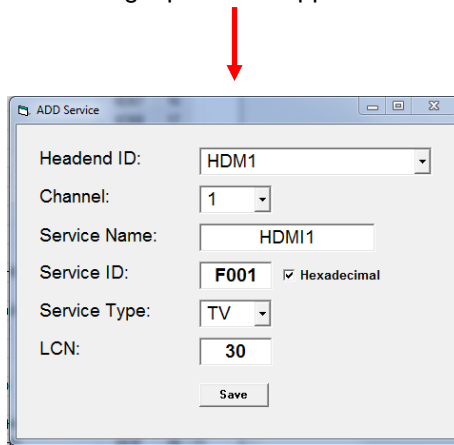 ADD Service
Headend ID: HDM1
Channel: 1
Service Name: HDMI1
Service ID: F001 Hexadecimal
Service Type: TV
LCN: 30
Save